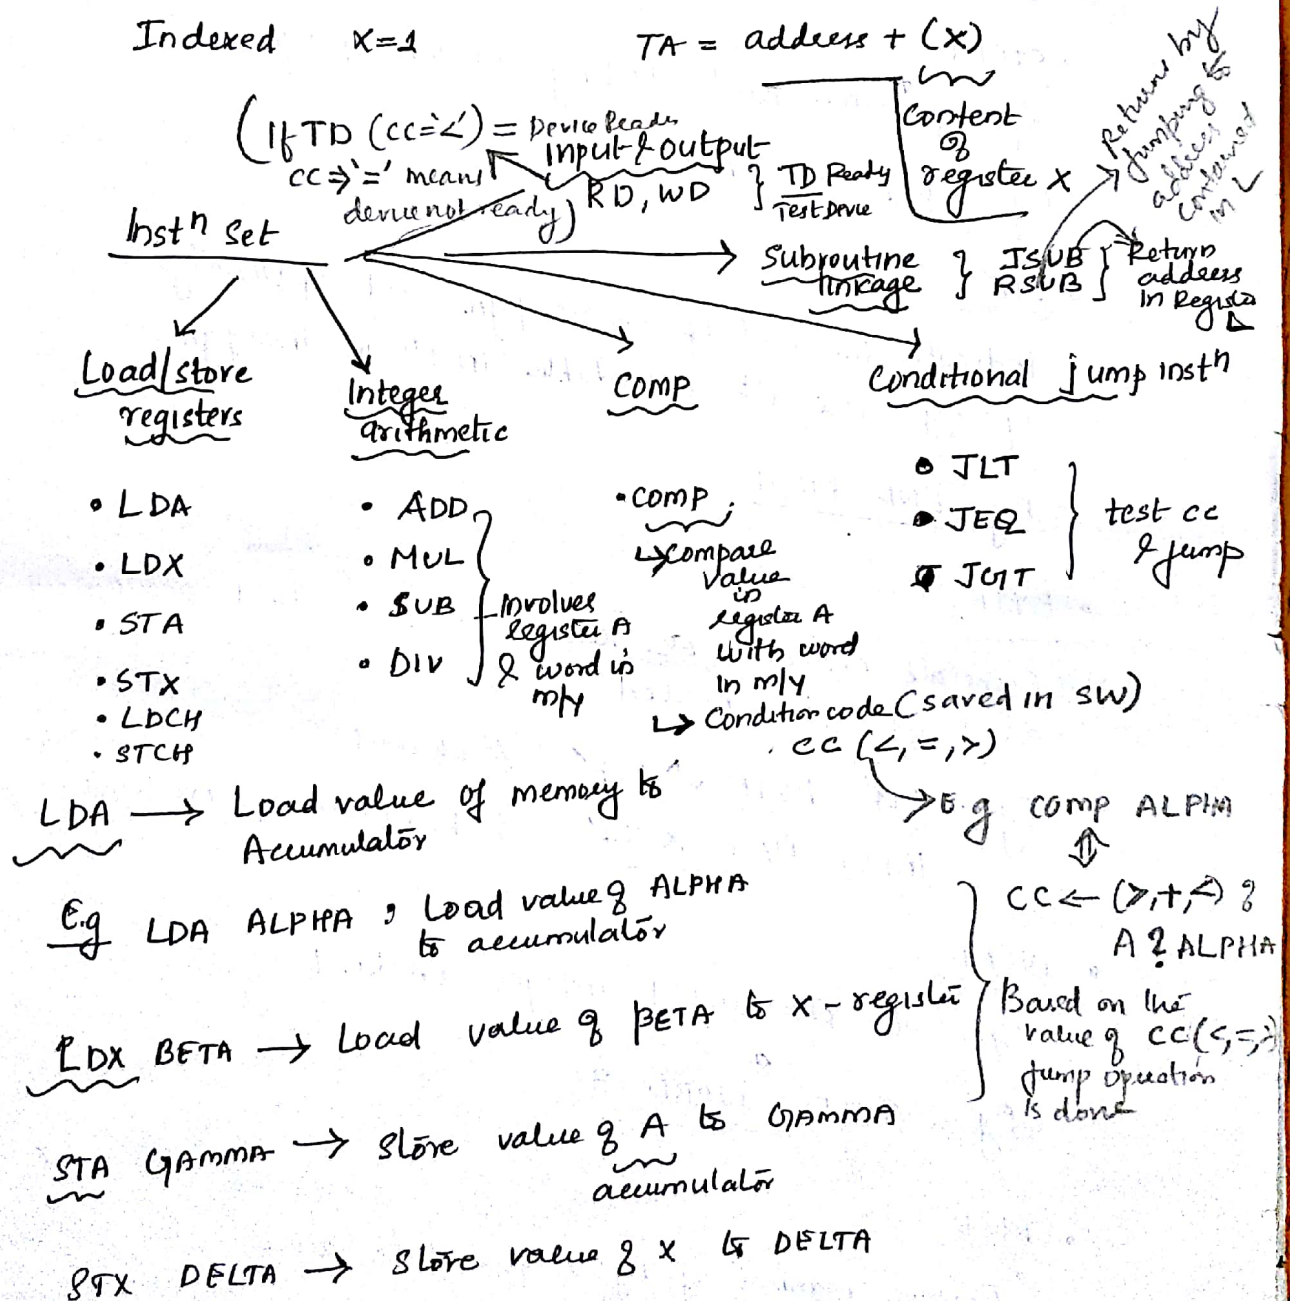 Indexed X=1 TA = address + (X)
Content
of
register X
(If TD (cc='<') = Device Ready
cc => '=' means
device not ready)
Input & output
RD, WD } TD Ready
Test Device
Returns by
jumping to
address
contained
in L
Instn Set
Subroutine
linkage
} JSUB
RSUB }
Return
address
in Register
L
Load/store
registers
• LDA
• LDX
• STA
• STX
• LDCH
• STCH
Integer
arithmetic
• ADD
• MUL
• SUB
• DIV
Involves
register A
& word in
m/y
COMP
• COMP
↳ compare
value
in
register A
with word
in m/y
↳ Condition code (saved in SW)
CC (<, =, >)
Conditional jump instn
• JLT
• JEQ
• JGT
test cc
& jump
E.g COMP ALPHA
⇕
CC ← (>,+,<) ?
A ? ALPHA
Based on the
value of CC(<,=,>)
jump operation
is done
LDA → Load value of memory to
Accumulator
E.g LDA ALPHA ; Load value of ALPHA
to accumulator
LDX BETA → Load value of BETA to X-register
STA GAMMA → Store value of A to GAMMA
accumulator
STX DELTA → Store value of X to DELTA